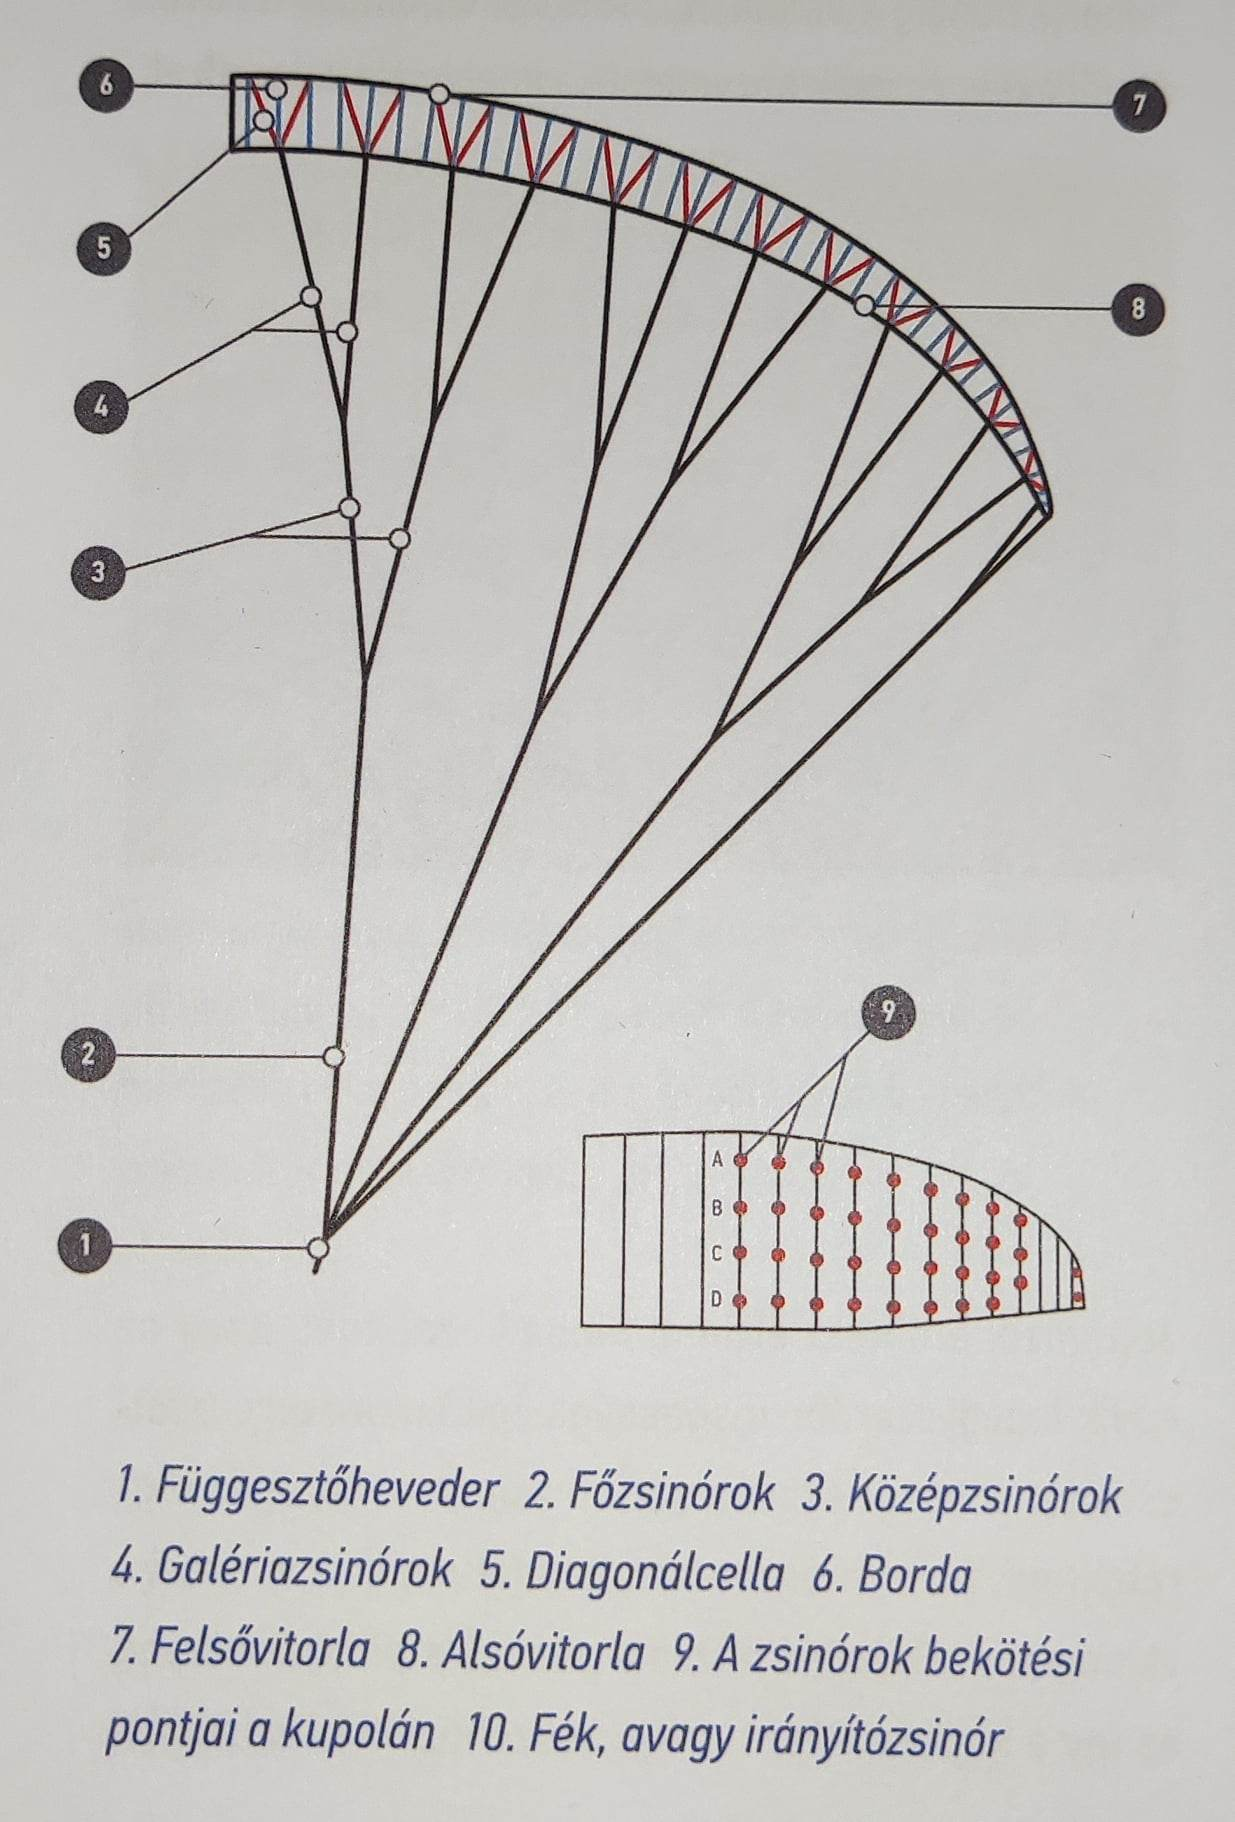 6
7
5
8
4
3
9
2
A
B
1
C
D
1. Függesztőheveder 2. Főzsinórok 3. Középzsinórok
4. Galériazsinórok 5. Diagonálcella 6. Borda
7. Felsővitorla 8. Alsóvitorla 9. A zsinórok bekötési
pontjai a kupolán 10. Fék, avagy irányítózsinór